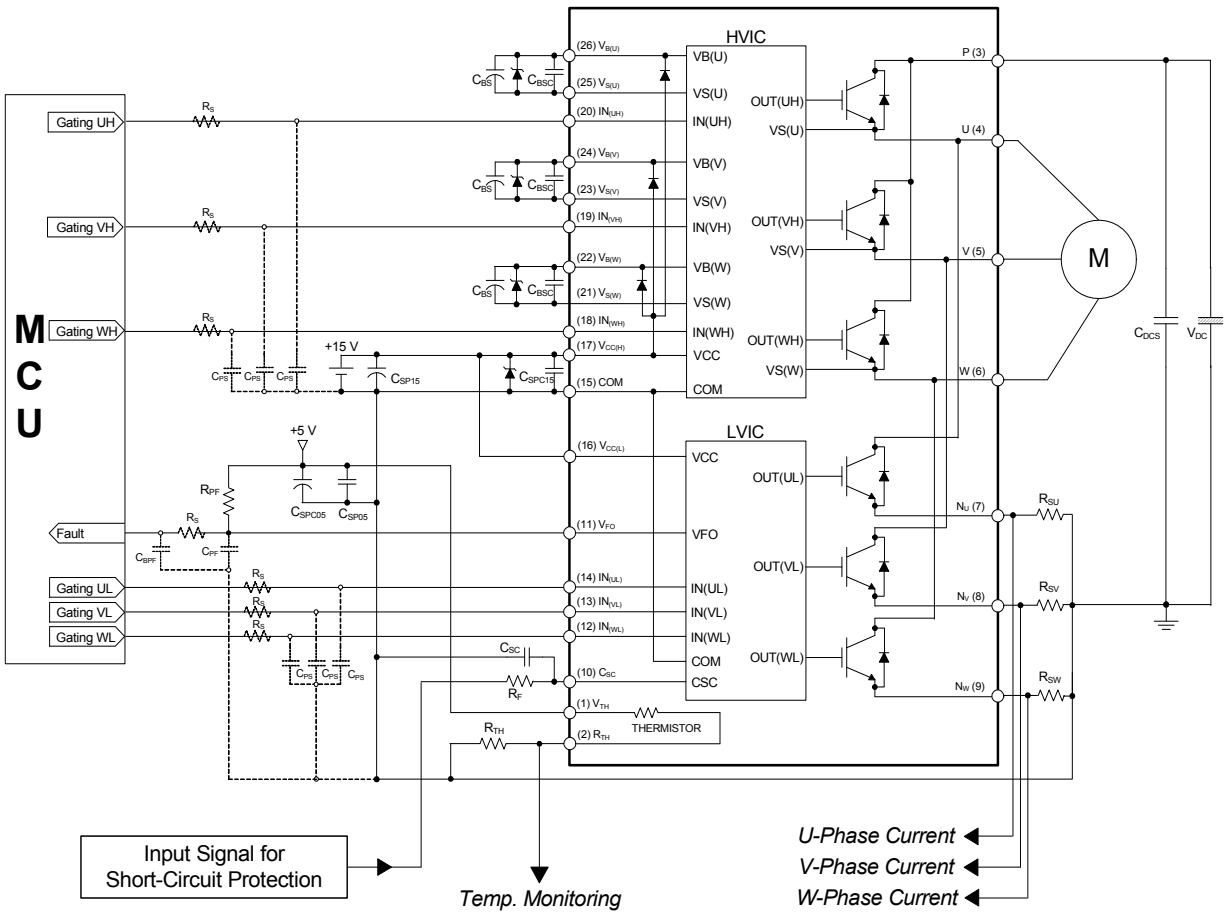 HVIC
(26) VB(U)
CBS
CBSC
VB(U)
P (3)
(25) VS(U)
VS(U)
OUT(UH)
Gating UH
RS
(20) IN(UH)
IN(UH)
VS(U)
U (4)
(24) VB(V)
CBS
CBSC
VB(V)
(23) VS(V)
VS(V)
OUT(VH)
Gating VH
RS
(19) IN(VH)
IN(VH)
VS(V)
V (5)
M
(22) VB(W)
CBS
CBSC
VB(W)
(21) VS(W)
VS(W)
MCU
Gating WH
RS
(18) IN(WH)
IN(WH)
OUT(WH)
CDCS
VDC
CPS
CPS
CPS
+15 V
CSP15
CSPC15
(17) VCC(H)
VCC
VS(W)
W (6)
(15) COM
COM
+5 V
LVIC
(16) VCC(L)
VCC
OUT(UL)
RPF
CSPC05
CSP05
NU (7)
RSU
Fault
RS
CBPF
CPF
(11) VFO
VFO
OUT(VL)
Gating UL
RS
(14) IN(UL)
IN(UL)
Gating VL
RS
(13) IN(VL)
IN(VL)
NV (8)
RSV
Gating WL
RS
(12) IN(WL)
IN(WL)
CPS
CPS
CPS
CSC
COM
OUT(WL)
RF
(10) CSC
CSC
NW (9)
RSW
(1) VTH
THERMISTOR
RTH
(2) RTH
Input Signal for
Short-Circuit Protection
Temp. Monitoring
U-Phase Current
V-Phase Current
W-Phase Current